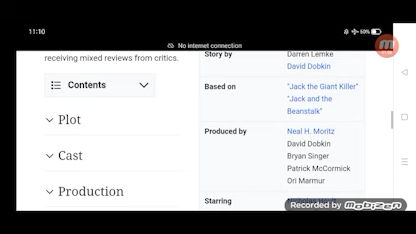 11:10
50%
No internet connection
receiving mixed reviews from critics.
Contents
Plot
Cast
Production
Story by
Darren Lemke
David Dobkin
Based on
"Jack the Giant Killer"
"Jack and the
Beanstalk"
Produced by
Neal H. Moritz
David Dobkin
Bryan Singer
Patrick McCormick
Ori Marmur
Starring
Recorded by mobizen